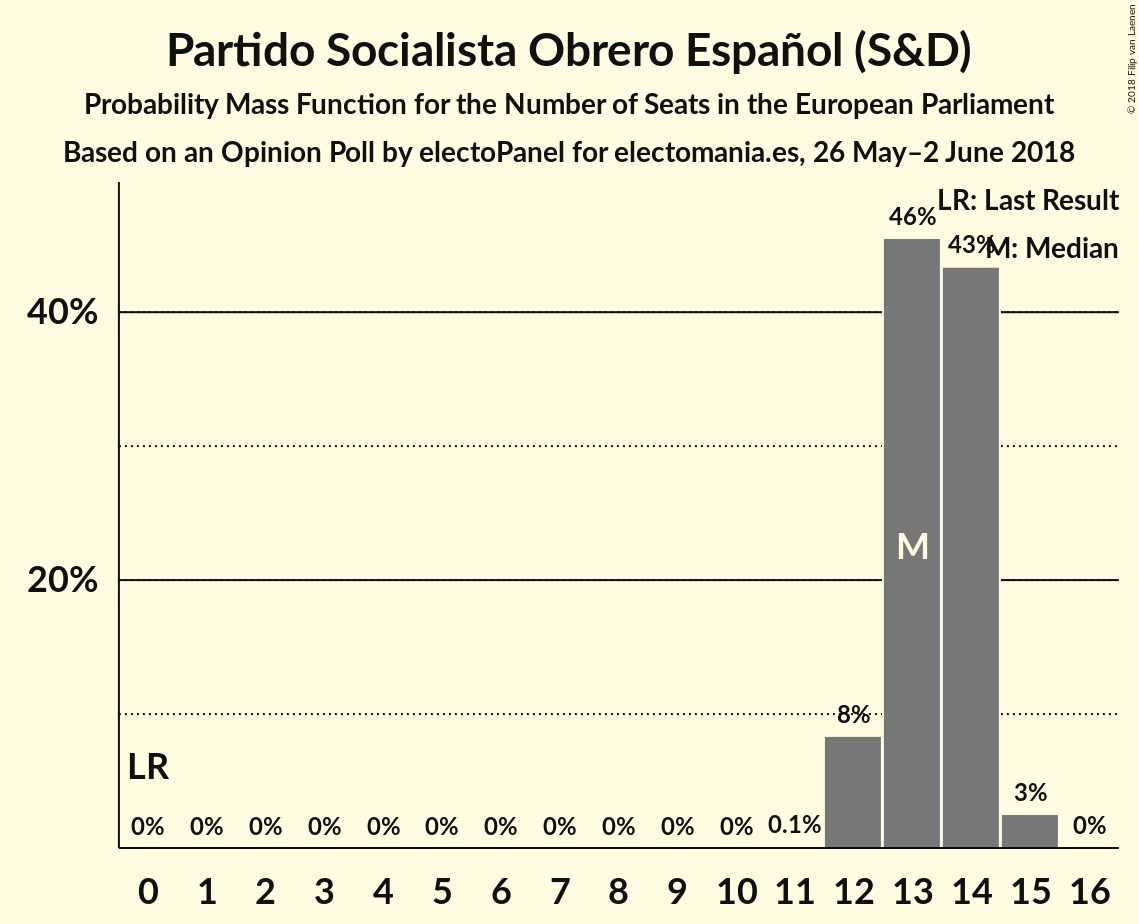 Partido Socialista Obrero Español (S&D)
Probability Mass Function for the Number of Seats in the European Parliament
Based on an Opinion Poll by electoPanel for electomania.es, 26 May–2 June 2018
© 2018 Filip van Laenen
LR: Last Result
M: Median
46%
43%
40%
M
20%
8%
LR
3%
0% 0% 0% 0% 0% 0% 0% 0% 0% 0% 0% 0.1% 0%
0 1 2 3 4 5 6 7 8 9 10 11 12 13 14 15 16